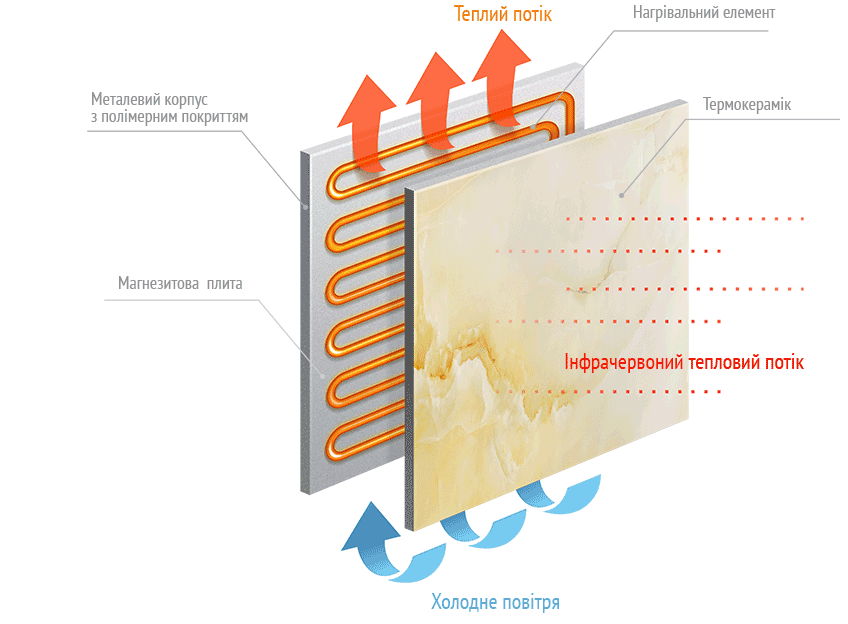 Теплий потік
Нагрівальний елемент
Металевий корпус
з полімерним покриттям
Термокерамік
Магнезитова плита
Інфрачервоний тепловий потік
Холодне повітря